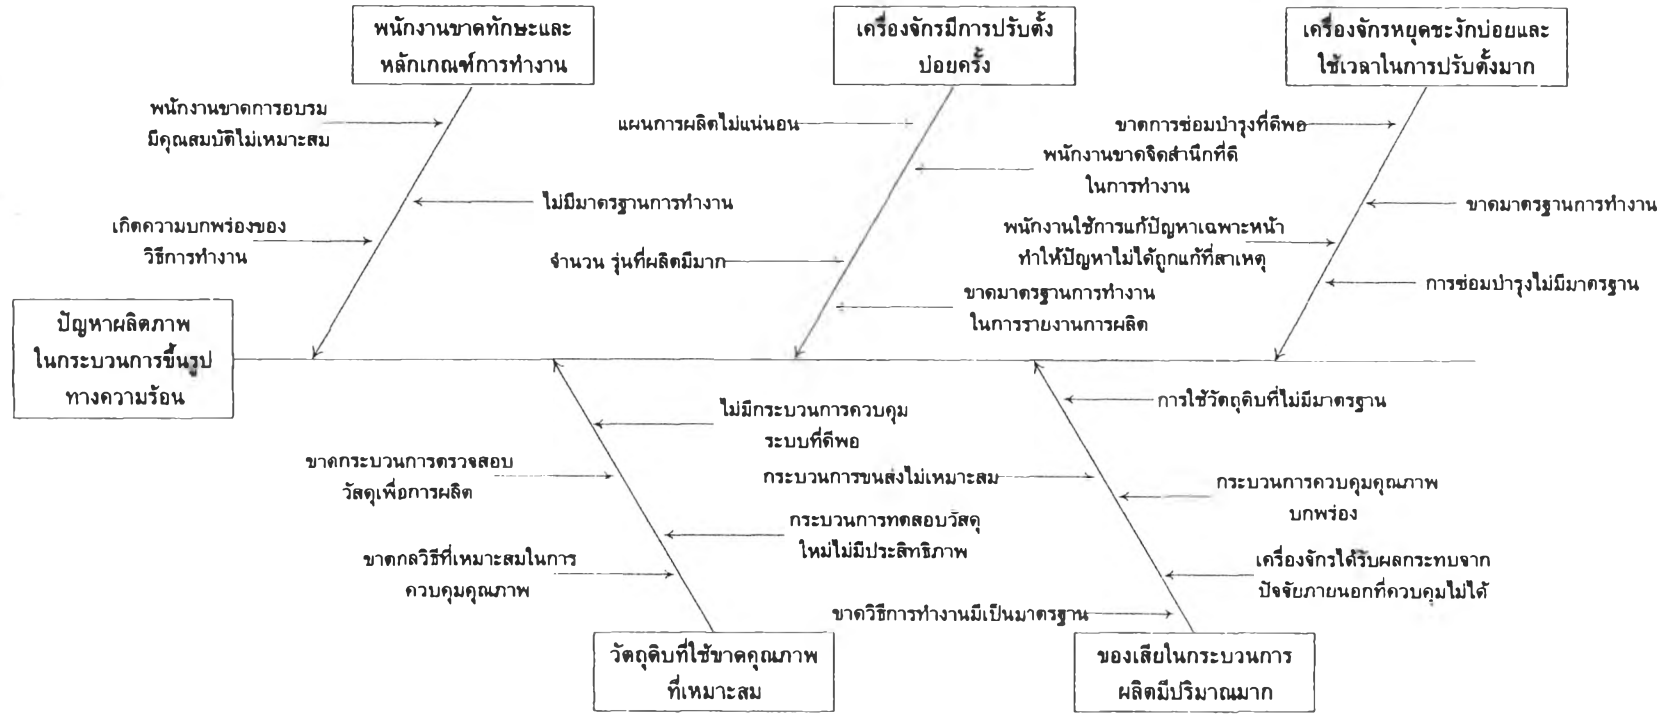 พนักงานขาดทักษะและ
หลักเกณฑ์การทำงาน
เครื่องจักรมีการปรับตั้ง
บ่อยครั้ง
เครื่องจักรหยุดชะงักบ่อยและ
ใช้เวลาในการปรับตั้งมาก
พนักงานขาดการอบรม
มีคุณสมบัติไม่เหมาะสม
ไม่มีมาตรฐานการทำงาน
เกิดความบกพร่องของ
วิธีการทำงาน
แผนการผลิตไม่แน่นอน
พนักงานขาดจิตสำนึกที่ดี
ในการทำงาน
จำนวน รุ่นที่ผลิตมีมาก
ขาดมาตรฐานการทำงาน
ในการรายงานการผลิต
ขาดการซ่อมบำรุงที่ดีพอ
ขาดมาตรฐานการทำงาน
พนักงานใช้การแก้ปัญหาเฉพาะหน้า
ทำให้ปัญหาไม่ได้ถูกแก้ที่สาเหตุ
การซ่อมบำรุงไม่มีมาตรฐาน
ปัญหาผลิตภาพ
ในกระบวนการขึ้นรูป
ทางความร้อน
ไม่มีกระบวนการควบคุม
ระบบที่ดีพอ
ขาดกระบวนการตรวจสอบ
วัสดุเพื่อการผลิต
กระบวนการทดสอบวัสดุ
ใหม่ไม่มีประสิทธิภาพ
ขาดกลวิธีที่เหมาะสมในการ
ควบคุมคุณภาพ
การใช้วัตถุดิบที่ไม่มีมาตรฐาน
กระบวนการขนส่งไม่เหมาะสม
กระบวนการควบคุมคุณภาพ
บกพร่อง
เครื่องจักรได้รับผลกระทบจาก
ปัจจัยภายนอกที่ควบคุมไม่ได้
ขาดวิธีการทำงานมีเป็นมาตรฐาน
วัตถุดิบที่ใช้ขาดคุณภาพ
ที่เหมาะสม
ของเสียในกระบวนการ
ผลิตมีปริมาณมาก